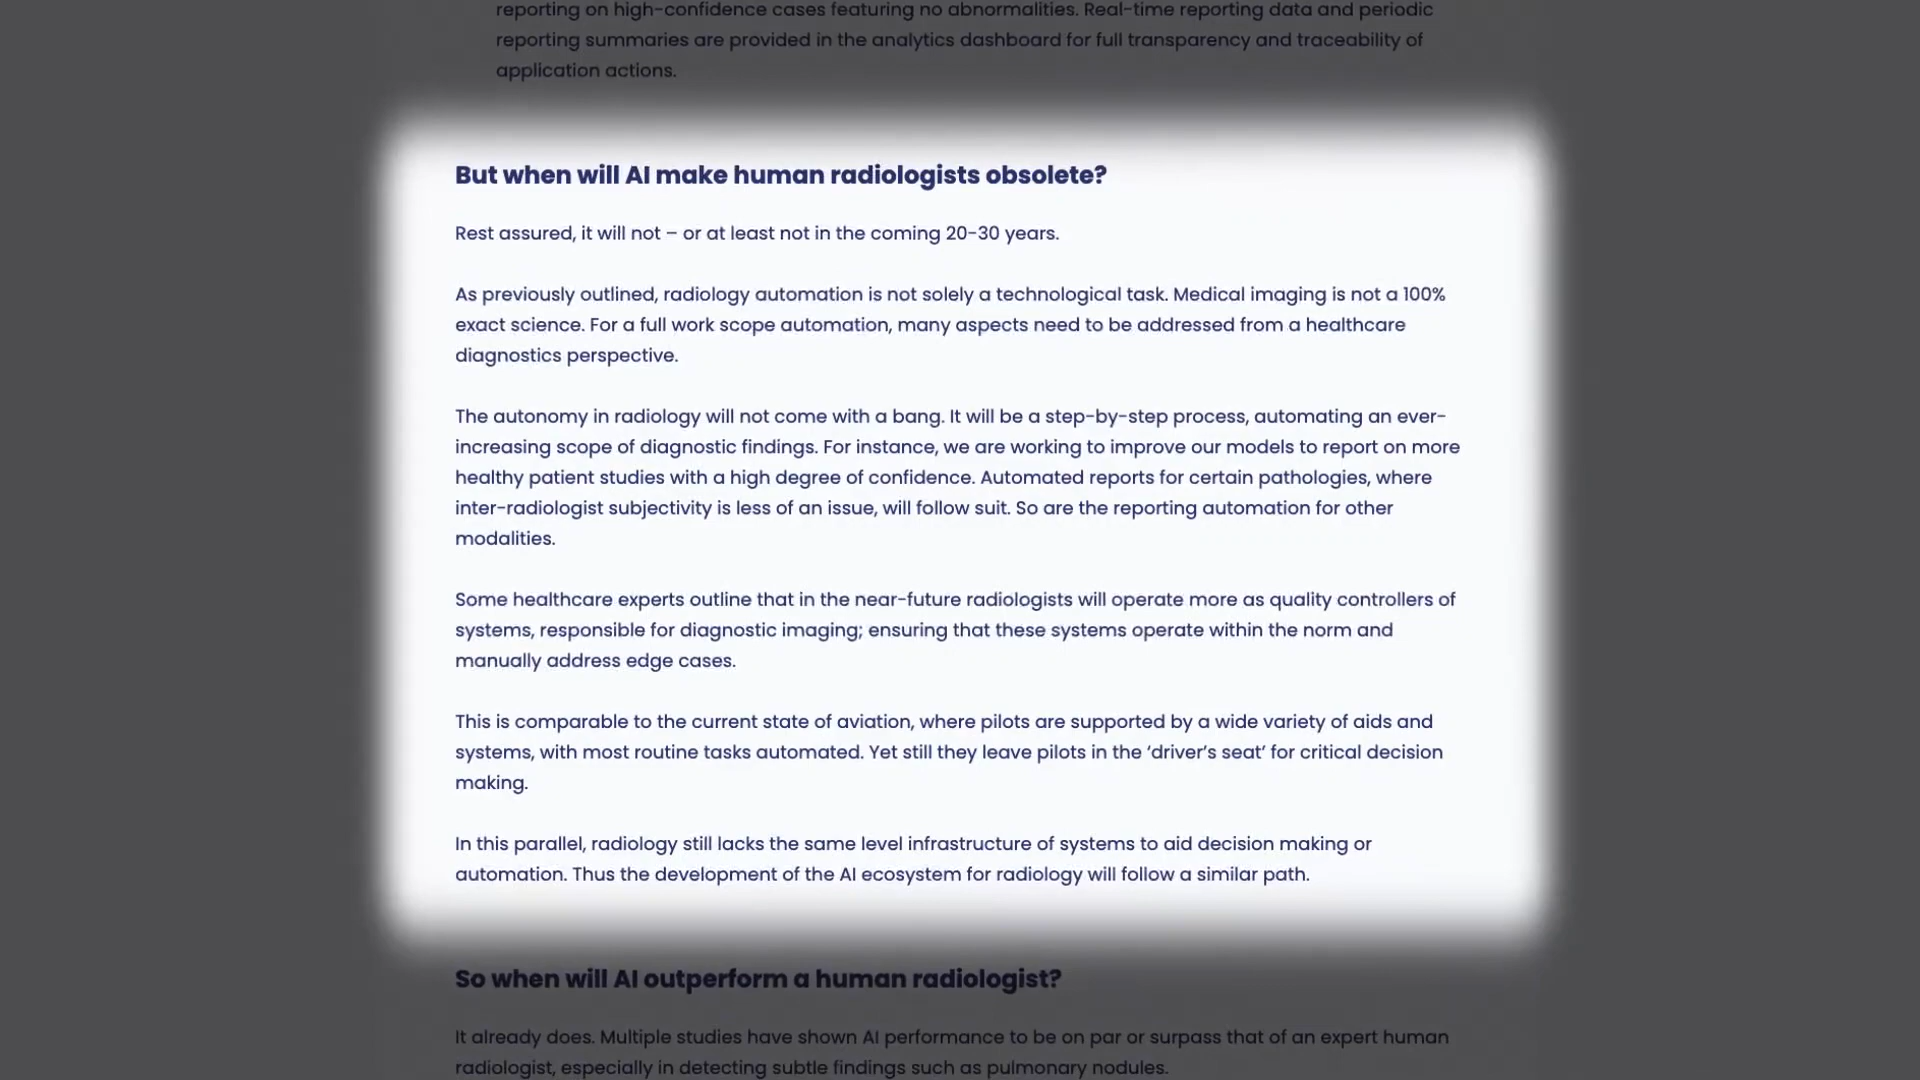 reporting on high-confidence cases featuring no abnormalities. Real-time reporting data and periodic
reporting summaries are provided in the analytics dashboard for full transparency and traceability of
application actions.
But when will AI make human radiologists obsolete?
Rest assured, it will not – or at least not in the coming 20-30 years.
As previously outlined, radiology automation is not solely a technological task. Medical imaging is not a 100%
exact science. For a full work scope automation, many aspects need to be addressed from a healthcare
diagnostics perspective.
The autonomy in radiology will not come with a bang. It will be a step-by-step process, automating an ever-
increasing scope of diagnostic findings. For instance, we are working to improve our models to report on more
healthy patient studies with a high degree of confidence. Automated reports for certain pathologies, where
inter-radiologist subjectivity is less of an issue, will follow suit. So are the reporting automation for other
modalities.
Some healthcare experts outline that in the near-future radiologists will operate more as quality controllers of
systems, responsible for diagnostic imaging; ensuring that these systems operate within the norm and
manually address edge cases.
This is comparable to the current state of aviation, where pilots are supported by a wide variety of aids and
systems, with most routine tasks automated. Yet still they leave pilots in the ‘driver’s seat’ for critical decision
making.
In this parallel, radiology still lacks the same level infrastructure of systems to aid decision making or
automation. Thus the development of the AI ecosystem for radiology will follow a similar path.
So when will AI outperform a human radiologist?
It already does. Multiple studies have shown AI performance to be on par or surpass that of an expert human
radiologist, especially in detecting subtle findings such as pulmonary nodules.